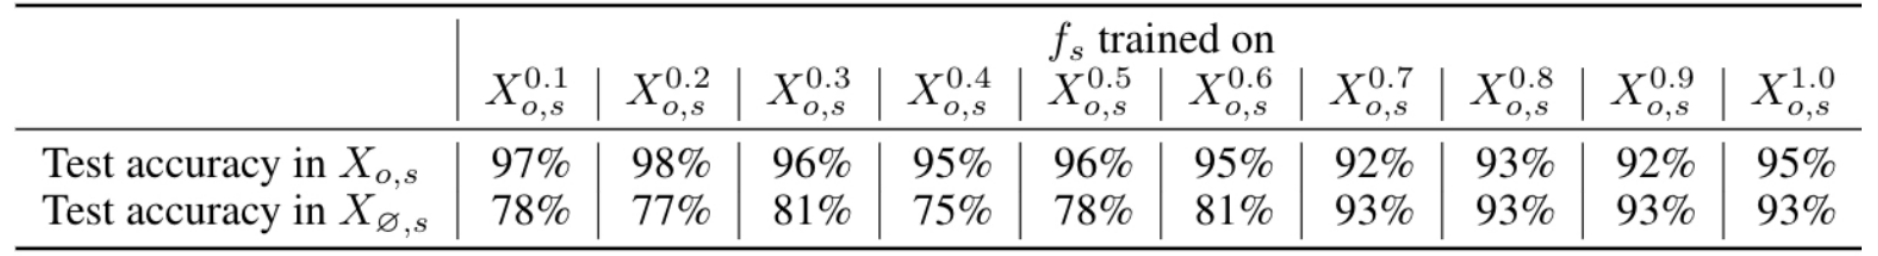 f_s trained on
X_{o,s}^{0.1} | X_{o,s}^{0.2} | X_{o,s}^{0.3} | X_{o,s}^{0.4} | X_{o,s}^{0.5} | X_{o,s}^{0.6} | X_{o,s}^{0.7} | X_{o,s}^{0.8} | X_{o,s}^{0.9} | X_{o,s}^{1.0}
Test accuracy in X_{o,s} | 97% | 98% | 96% | 95% | 96% | 95% | 92% | 93% | 92% | 95%
Test accuracy in X_{∅,s} | 78% | 77% | 81% | 75% | 78% | 81% | 93% | 93% | 93% | 93%